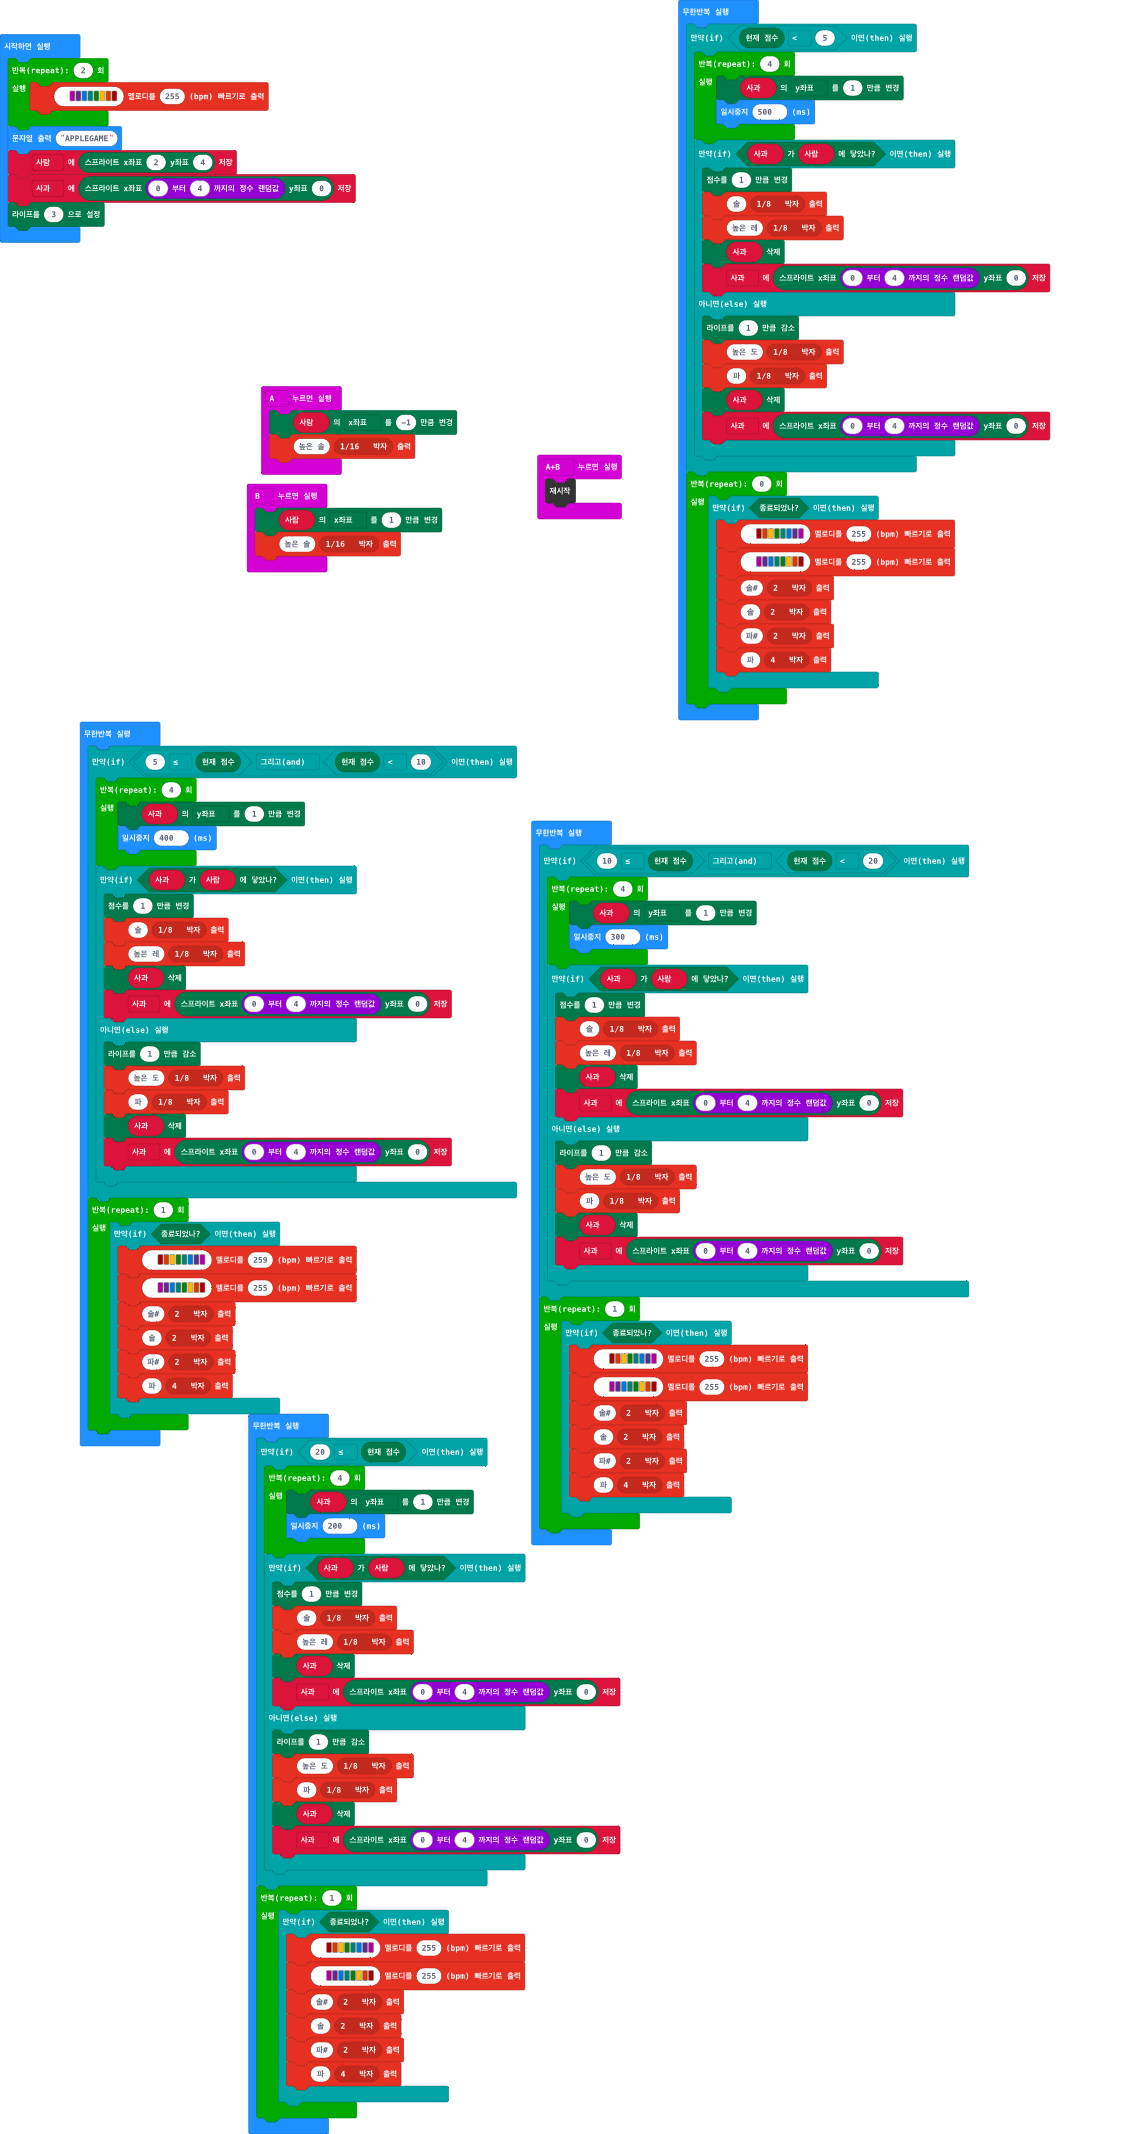 시작하면 실행
반복(repeat): 2 회
실행
멜로디를 255 (bpm) 빠르기로 출력
문자열 출력 "APPLEGAME"
사람 에 스프라이트 x좌표 2 y좌표 4 저장
사과 에 스프라이트 x좌표 0 부터 4 까지의 정수 랜덤값 y좌표 0 저장
라이프를 3 으로 설정
무한반복 실행
만약(if) 현재 점수 < 5 이면(then) 실행
반복(repeat): 4 회
실행
사과 의 y좌표 를 1 만큼 변경
일시중지 500 (ms)
만약(if) 사과 가 사람 에 닿았나? 이면(then) 실행
점수를 1 만큼 변경
솔 1/8 박자 출력
높은 레 1/8 박자 출력
사과 삭제
사과 에 스프라이트 x좌표 0 부터 4 까지의 정수 랜덤값 y좌표 0 저장
아니면(else) 실행
라이프를 1 만큼 감소
높은 도 1/8 박자 출력
파 1/8 박자 출력
사과 삭제
사과 에 스프라이트 x좌표 0 부터 4 까지의 정수 랜덤값 y좌표 0 저장
반복(repeat): 0 회
실행
만약(if) 종료되었나? 이면(then) 실행
멜로디를 255 (bpm) 빠르기로 출력
멜로디를 255 (bpm) 빠르기로 출력
솔# 2 박자 출력
솔 2 박자 출력
파# 2 박자 출력
파 4 박자 출력
A 누르면 실행
사람 의 x좌표 를 −1 만큼 변경
높은 솔 1/16 박자 출력
B 누르면 실행
사람 의 x좌표 를 1 만큼 변경
높은 솔 1/16 박자 출력
A+B 누르면 실행
재시작
무한반복 실행
만약(if) 5 ≤ 현재 점수 그리고(and) 현재 점수 < 10 이면(then) 실행
반복(repeat): 4 회
실행
사과 의 y좌표 를 1 만큼 변경
일시중지 400 (ms)
만약(if) 사과 가 사람 에 닿았나? 이면(then) 실행
점수를 1 만큼 변경
솔 1/8 박자 출력
높은 레 1/8 박자 출력
사과 삭제
사과 에 스프라이트 x좌표 0 부터 4 까지의 정수 랜덤값 y좌표 0 저장
아니면(else) 실행
라이프를 1 만큼 감소
높은 도 1/8 박자 출력
파 1/8 박자 출력
사과 삭제
사과 에 스프라이트 x좌표 0 부터 4 까지의 정수 랜덤값 y좌표 0 저장
반복(repeat): 1 회
실행
만약(if) 종료되었나? 이면(then) 실행
멜로디를 259 (bpm) 빠르기로 출력
멜로디를 255 (bpm) 빠르기로 출력
솔# 2 박자 출력
솔 2 박자 출력
파# 2 박자 출력
파 4 박자 출력
무한반복 실행
만약(if) 10 ≤ 현재 점수 그리고(and) 현재 점수 < 20 이면(then) 실행
반복(repeat): 4 회
실행
사과 의 y좌표 를 1 만큼 변경
일시중지 300 (ms)
만약(if) 사과 가 사람 에 닿았나? 이면(then) 실행
점수를 1 만큼 변경
솔 1/8 박자 출력
높은 레 1/8 박자 출력
사과 삭제
사과 에 스프라이트 x좌표 0 부터 4 까지의 정수 랜덤값 y좌표 0 저장
아니면(else) 실행
라이프를 1 만큼 감소
높은 도 1/8 박자 출력
파 1/8 박자 출력
사과 삭제
사과 에 스프라이트 x좌표 0 부터 4 까지의 정수 랜덤값 y좌표 0 저장
반복(repeat): 1 회
실행
만약(if) 종료되었나? 이면(then) 실행
멜로디를 255 (bpm) 빠르기로 출력
멜로디를 255 (bpm) 빠르기로 출력
솔# 2 박자 출력
솔 2 박자 출력
파# 2 박자 출력
파 4 박자 출력
무한반복 실행
만약(if) 20 ≤ 현재 점수 이면(then) 실행
반복(repeat): 4 회
실행
사과 의 y좌표 를 1 만큼 변경
일시중지 200 (ms)
만약(if) 사과 가 사람 에 닿았나? 이면(then) 실행
점수를 1 만큼 변경
솔 1/8 박자 출력
높은 레 1/8 박자 출력
사과 삭제
사과 에 스프라이트 x좌표 0 부터 4 까지의 정수 랜덤값 y좌표 0 저장
아니면(else) 실행
라이프를 1 만큼 감소
높은 도 1/8 박자 출력
파 1/8 박자 출력
사과 삭제
사과 에 스프라이트 x좌표 0 부터 4 까지의 정수 랜덤값 y좌표 0 저장
반복(repeat): 1 회
실행
만약(if) 종료되었나? 이면(then) 실행
멜로디를 255 (bpm) 빠르기로 출력
멜로디를 255 (bpm) 빠르기로 출력
솔# 2 박자 출력
솔 2 박자 출력
파# 2 박자 출력
파 4 박자 출력